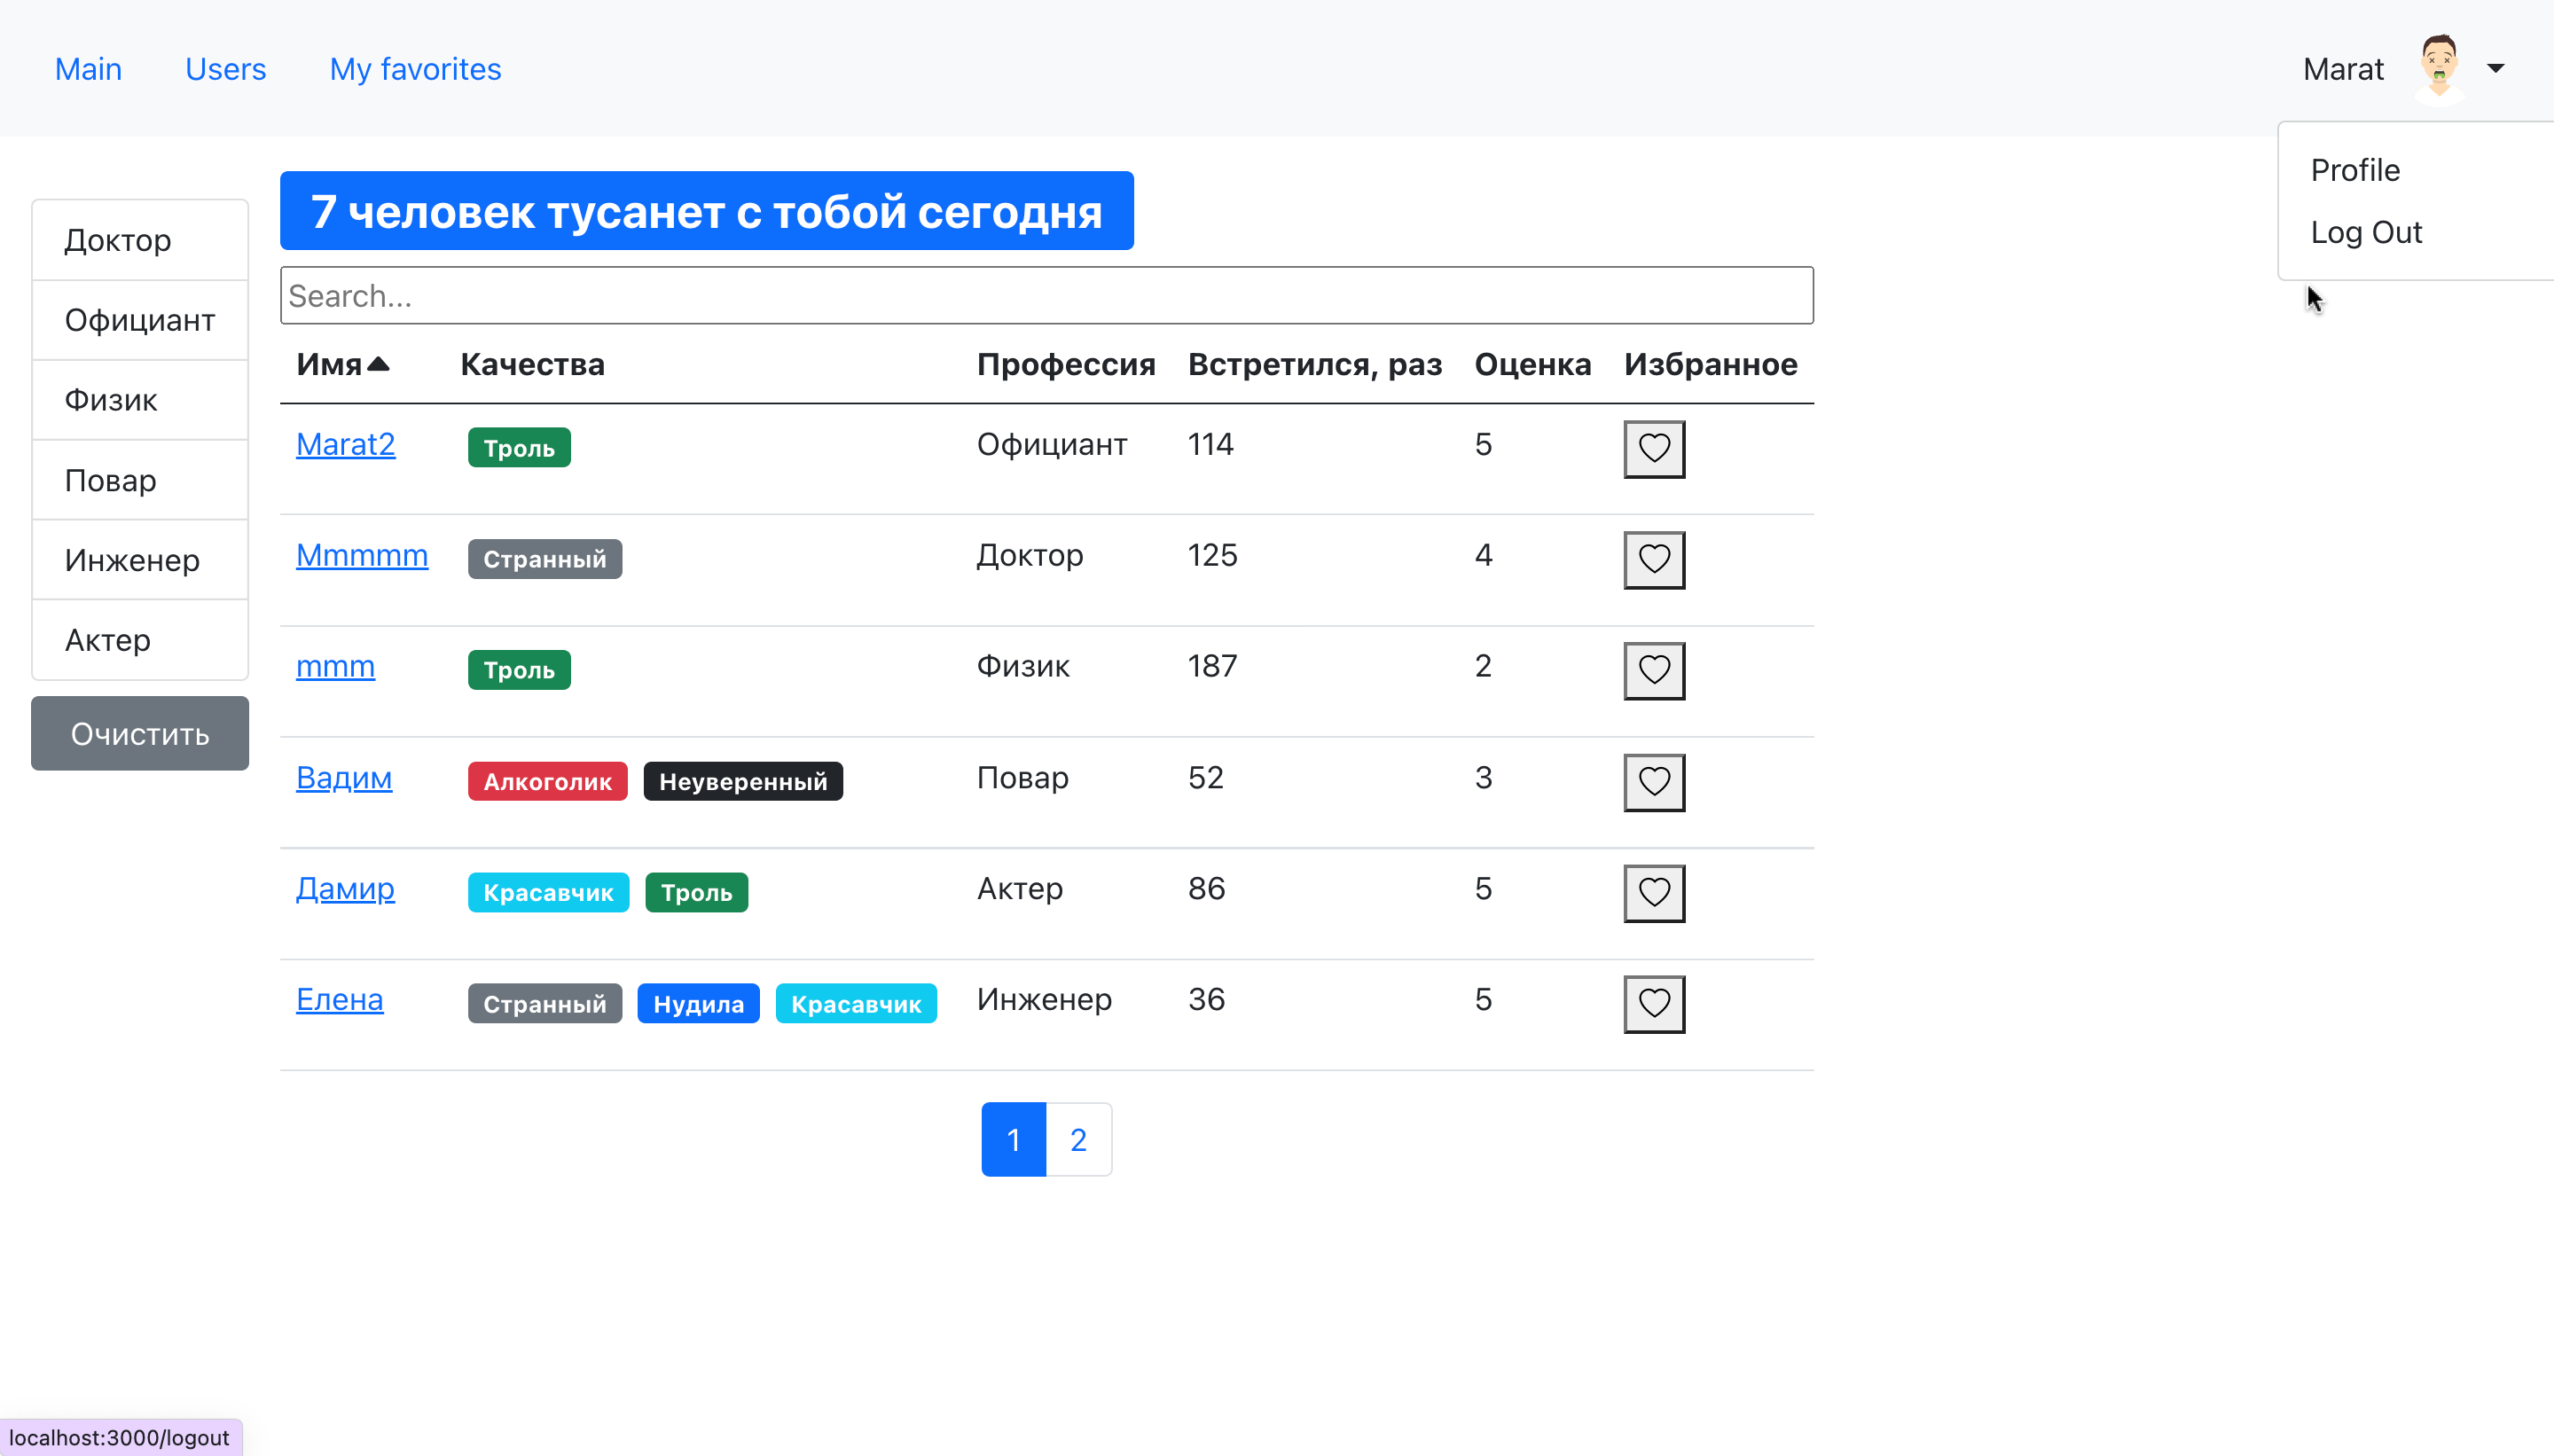 Main Users My favorites Marat
Profile
Log Out
Доктор
Официант
Физик
Повар
Инженер
Актер
Очистить
7 человек тусанет с тобой сегодня
Search...
Имя Качества Профессия Встретился, раз Оценка Избранное
Marat2 Троль Официант 114 5
Mmmmm Странный Доктор 125 4
mmm Троль Физик 187 2
Вадим Алкоголик Неуверенный Повар 52 3
Дамир Красавчик Троль Актер 86 5
Елена Странный Нудила Красавчик Инженер 36 5
1 2
localhost:3000/logout